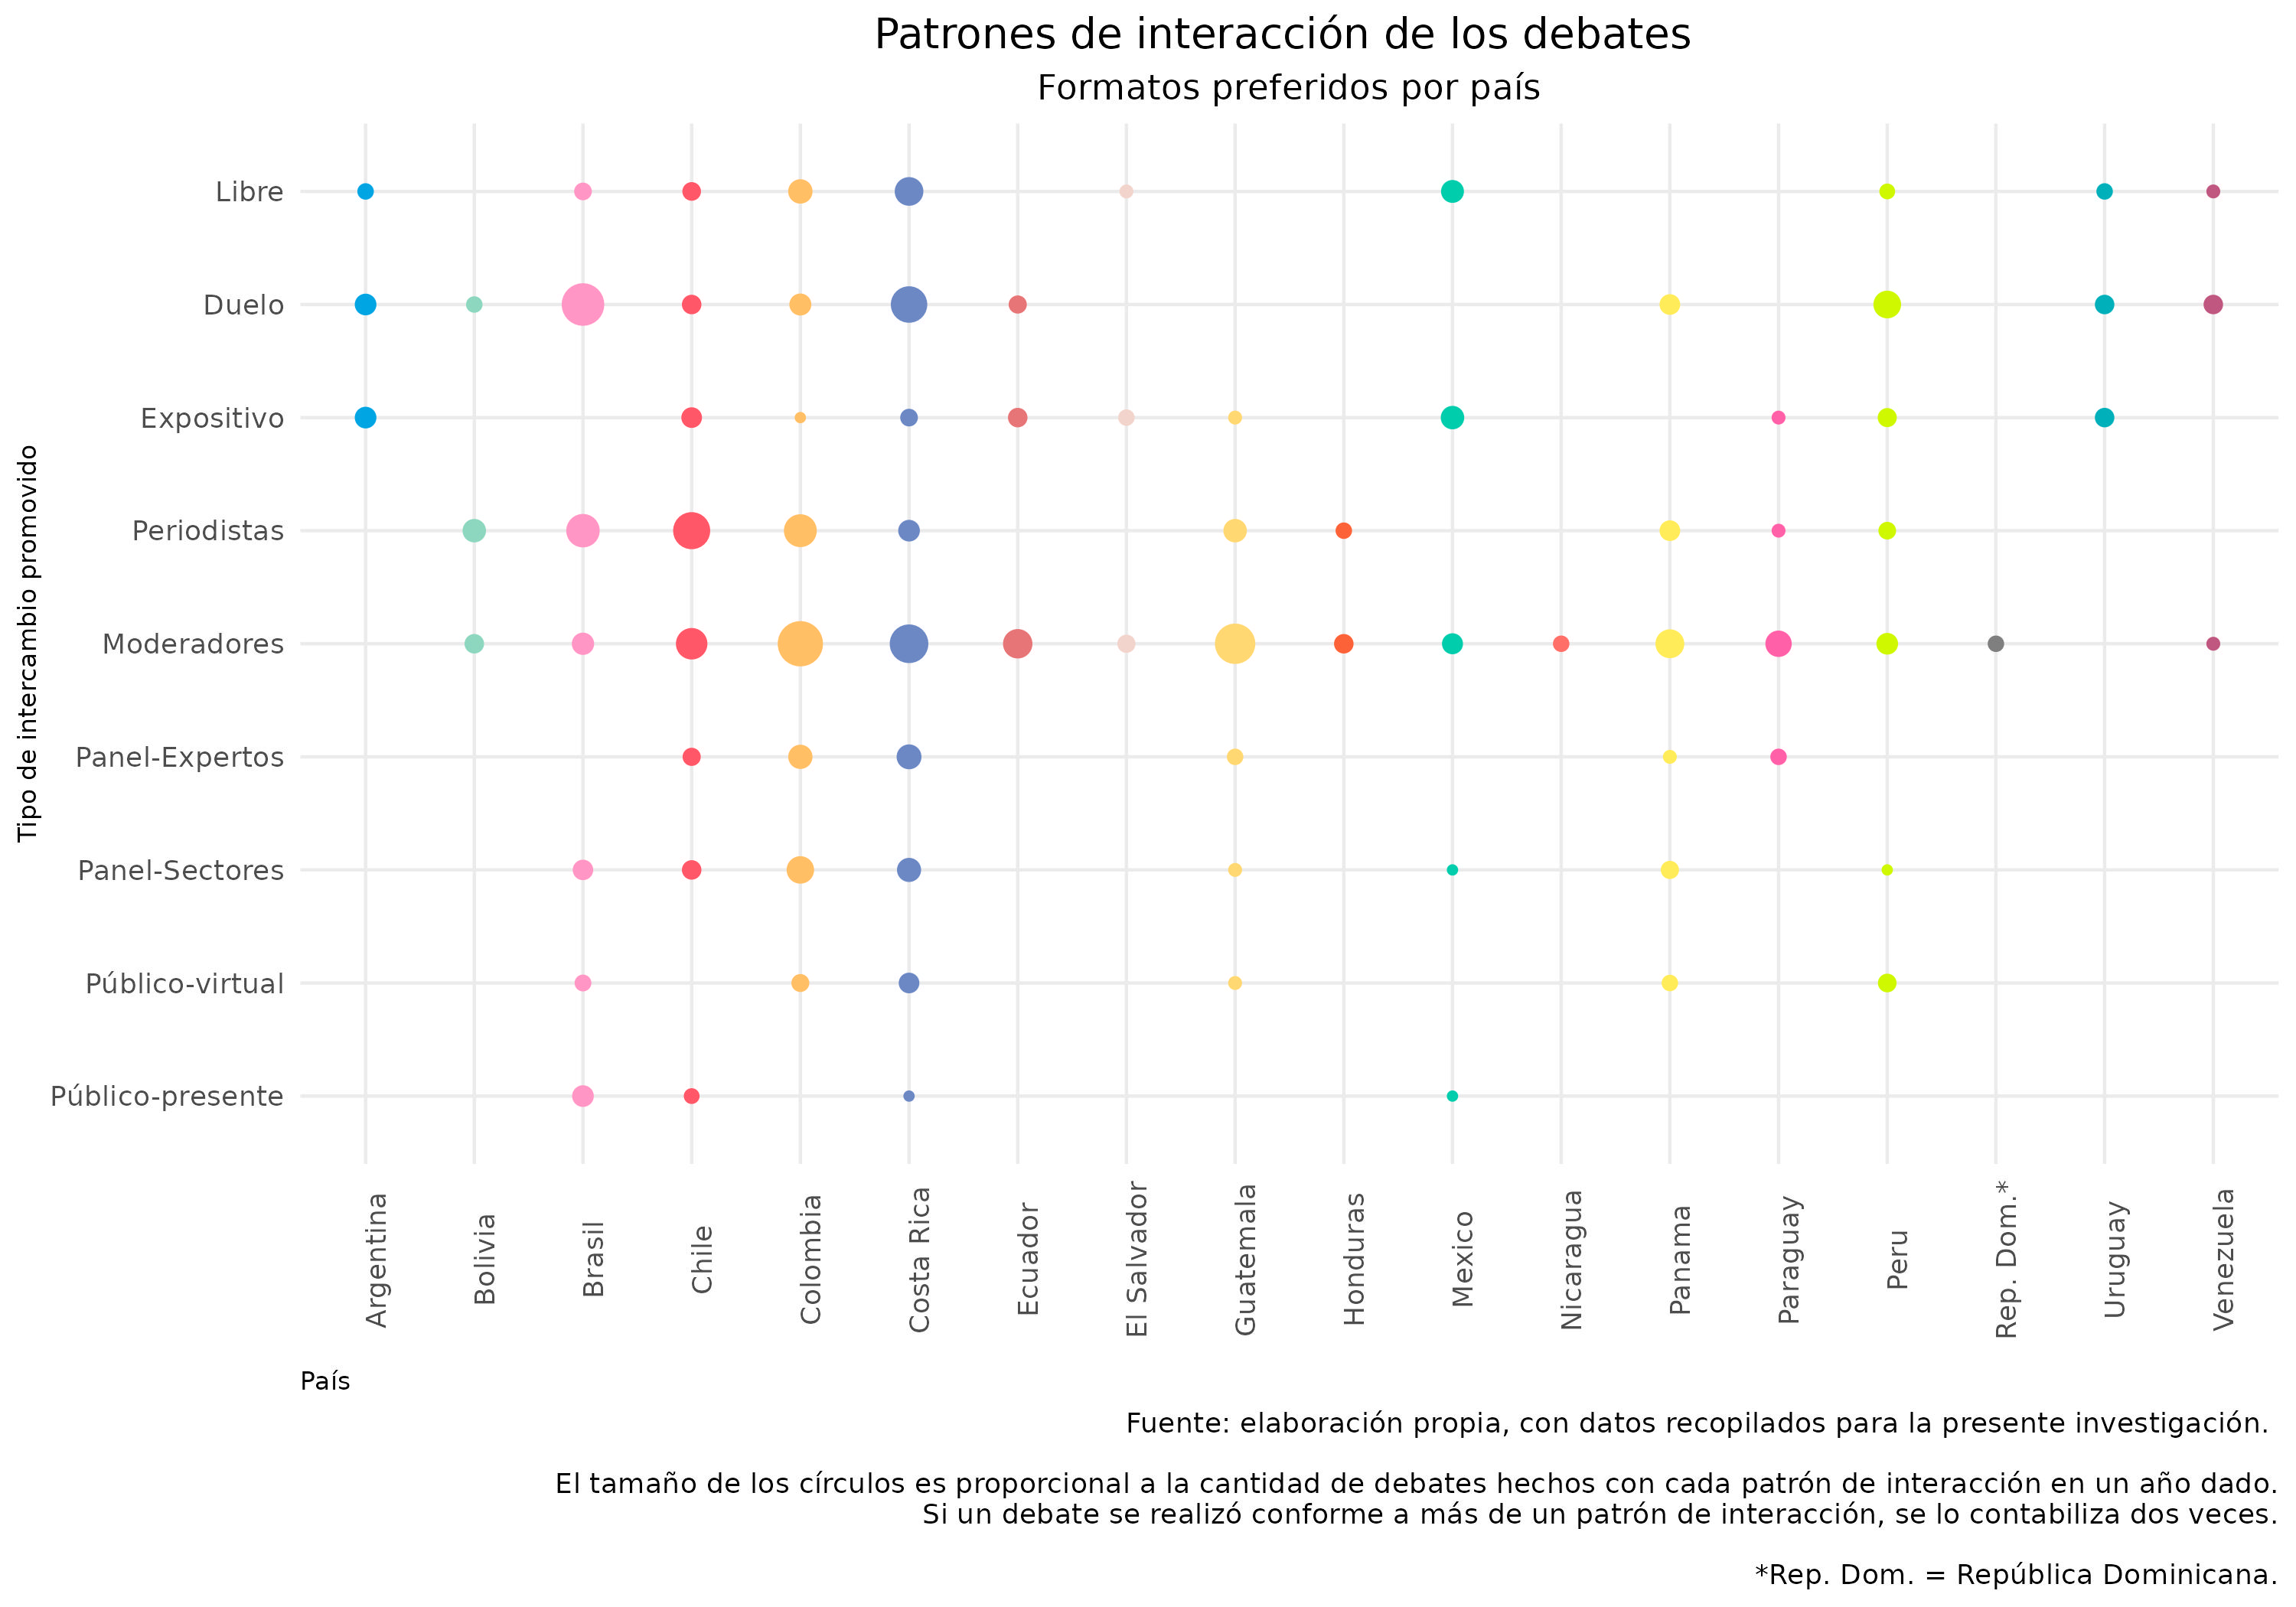 Patrones de interacción de los debates
Formatos preferidos por país
Tipo de intercambio promovido
Libre
Duelo
Expositivo
Periodistas
Moderadores
Panel-Expertos
Panel-Sectores
Público-virtual
Público-presente
Argentina
Bolivia
Brasil
Chile
Colombia
Costa Rica
Ecuador
El Salvador
Guatemala
Honduras
Mexico
Nicaragua
Panama
Paraguay
Peru
Rep. Dom.*
Uruguay
Venezuela
País
Fuente: elaboración propia, con datos recopilados para la presente investigación.
El tamaño de los círculos es proporcional a la cantidad de debates hechos con cada patrón de interacción en un año dado.
Si un debate se realizó conforme a más de un patrón de interacción, se lo contabiliza dos veces.
*Rep. Dom. = República Dominicana.